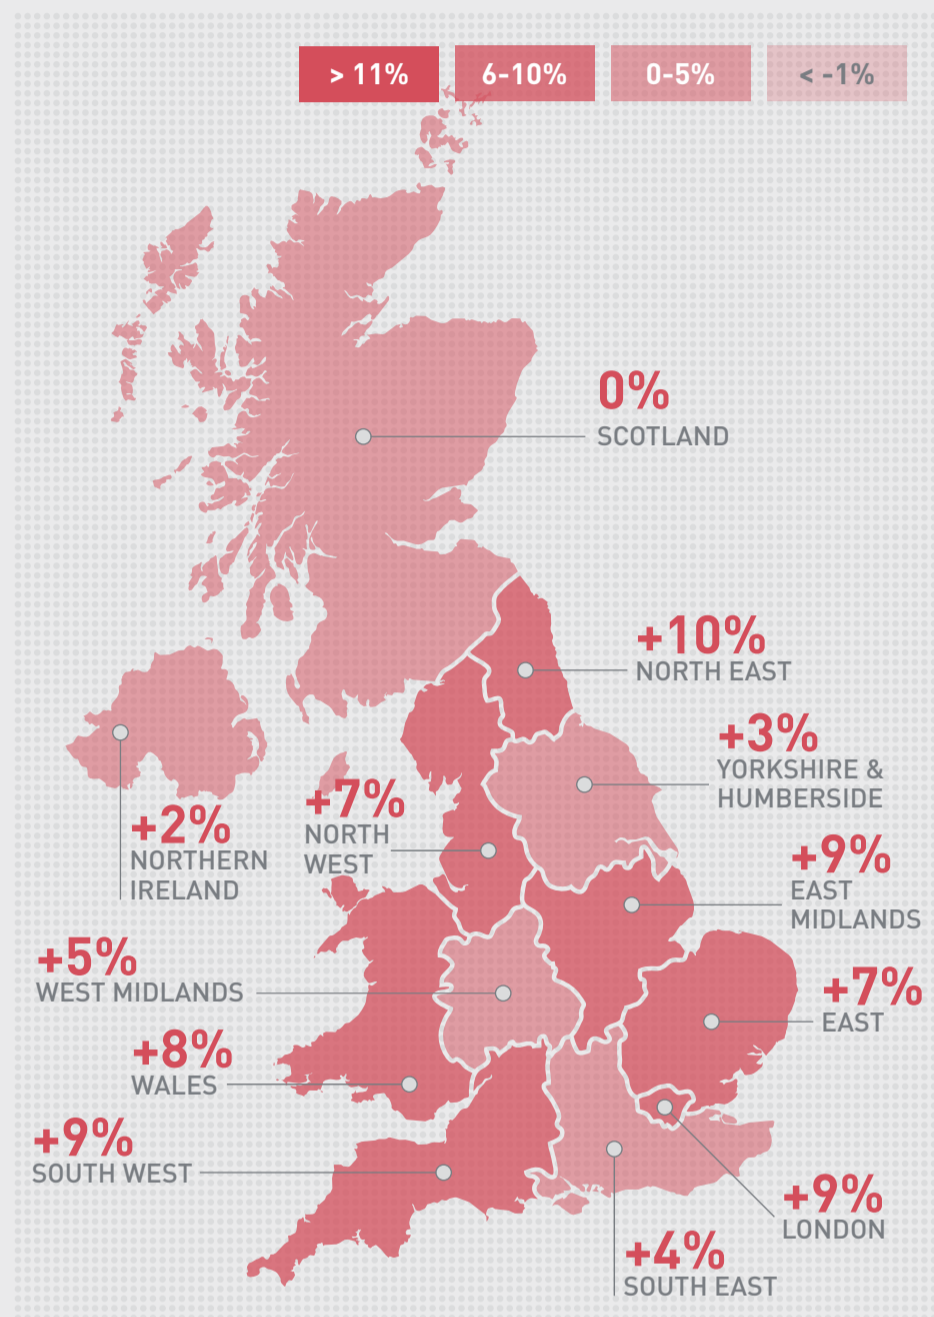 > 11%
6-10%
0-5%
< -1%
0%
SCOTLAND
+10%
NORTH EAST
+3%
YORKSHIRE &
HUMBERSIDE
+7%
NORTH
WEST
+2%
NORTHERN
IRELAND
+9%
EAST
MIDLANDS
+5%
WEST MIDLANDS
+7%
EAST
+8%
WALES
+9%
SOUTH WEST
+9%
LONDON
+4%
SOUTH EAST